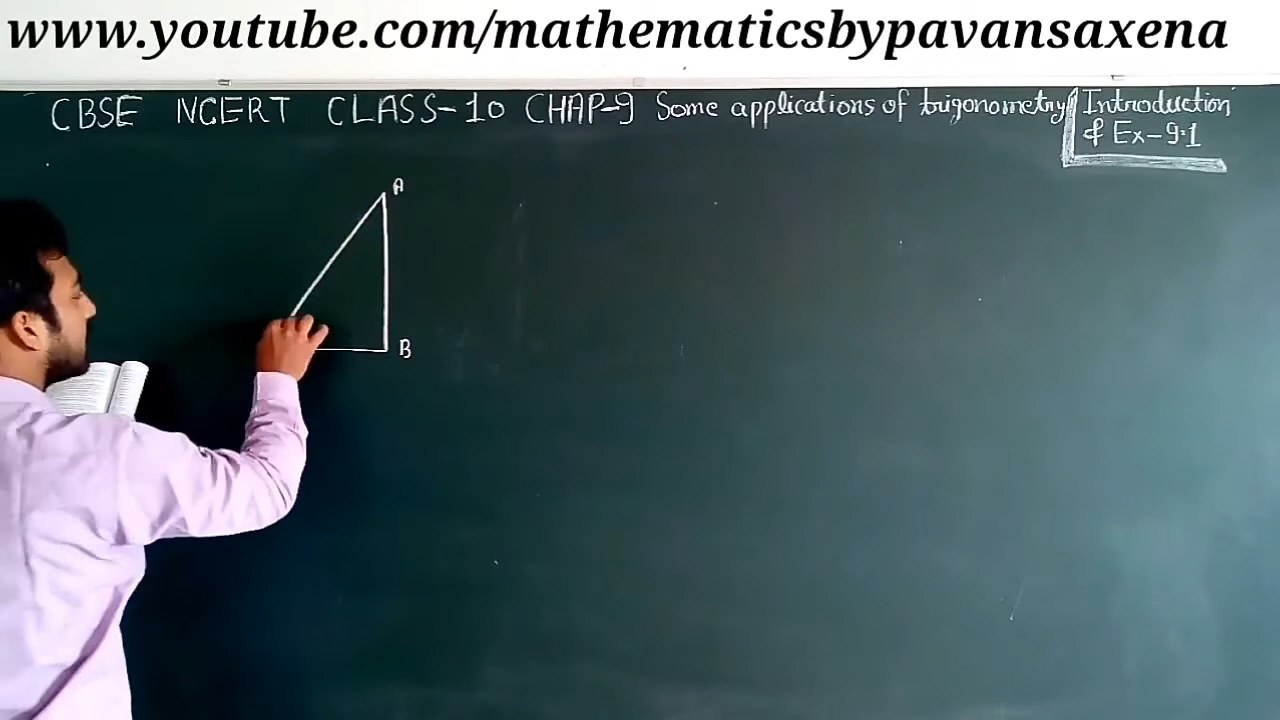 www.youtube.com/mathematicsbypavansaxena
CBSE NCERT CLASS-10 CHAP-9 Some applications of trigonometry Introduction
& Ex-9.1
A
B